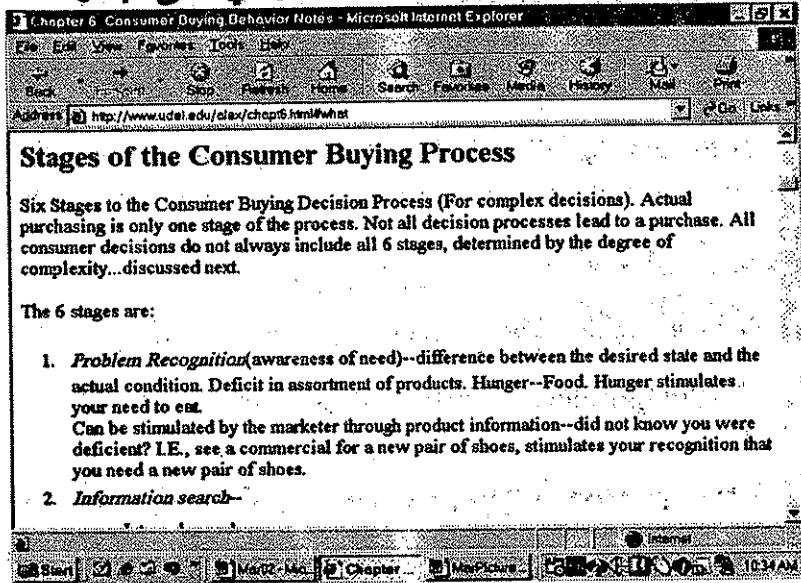 Chapter 6 Consumer Buying Behavior Notes - Microsoft Internet Explorer
File Edit View Favorites Tools Help
Back Stop Refresh Home Search Favorites Media History Mail Print
Address http://www.udel.edu/alex/chapt6.html#what Go Links
Stages of the Consumer Buying Process
Six Stages to the Consumer Buying Decision Process (For complex decisions). Actual
purchasing is only one stage of the process. Not all decision processes lead to a purchase. All
consumer decisions do not always include all 6 stages, determined by the degree of
complexity...discussed next.
The 6 stages are:
1. Problem Recognition(awareness of need)--difference between the desired state and the
actual condition. Deficit in assortment of products. Hunger--Food. Hunger stimulates
your need to eat.
Can be stimulated by the marketer through product information--did not know you were
deficient? I.E., see a commercial for a new pair of shoes, stimulates your recognition that
you need a new pair of shoes.
2. Information search--
Internet
Start Chapter ... 10:34 AM